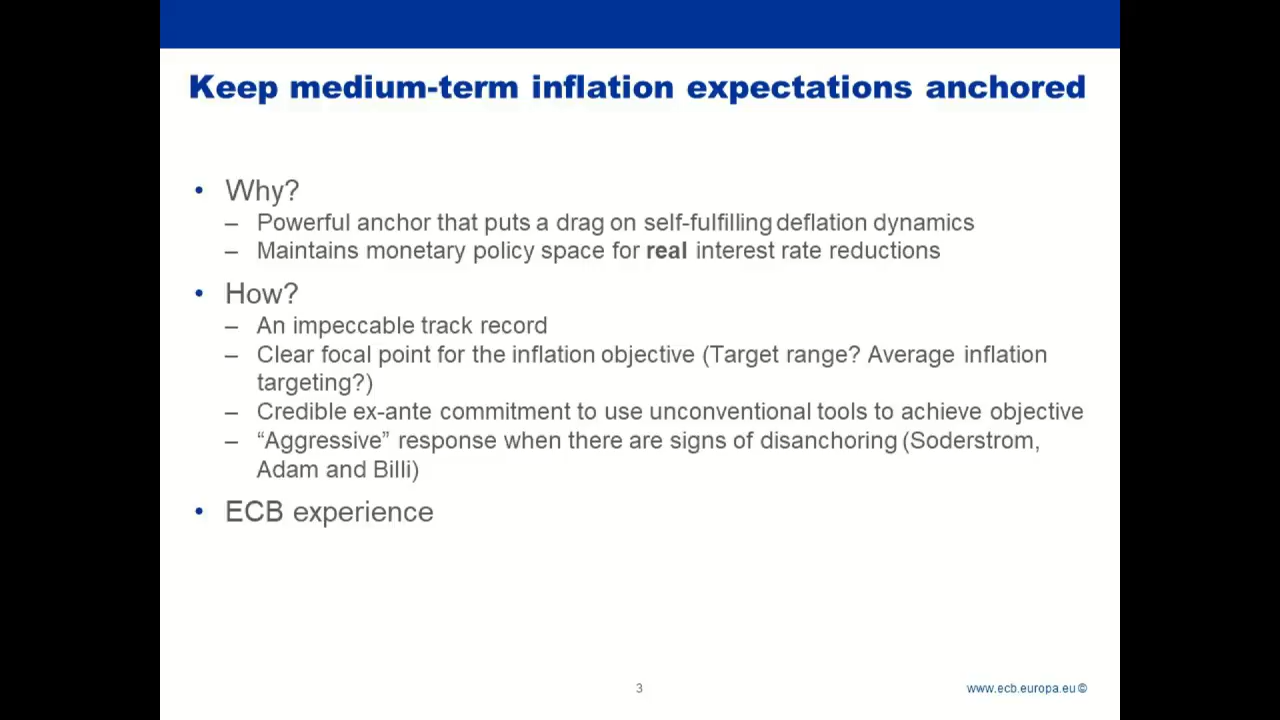 Keep medium-term inflation expectations anchored
• Why?
– Powerful anchor that puts a drag on self-fulfilling deflation dynamics
– Maintains monetary policy space for real interest rate reductions
• How?
– An impeccable track record
– Clear focal point for the inflation objective (Target range? Average inflation
targeting?)
– Credible ex-ante commitment to use unconventional tools to achieve objective
– “Aggressive” response when there are signs of disanchoring (Soderstrom,
Adam and Billi)
• ECB experience
3
www.ecb.europa.eu ©